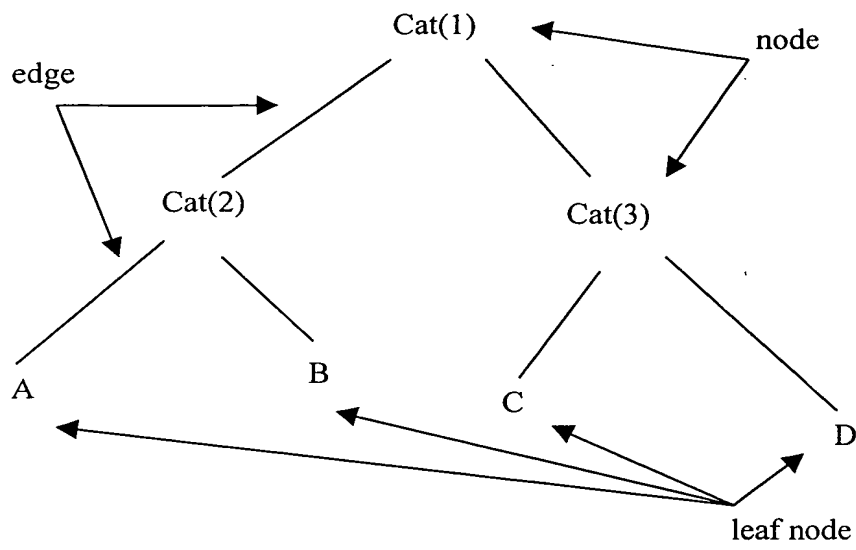 Cat(1)
node
edge
Cat(2)
Cat(3)
A
B
C
D
leaf node